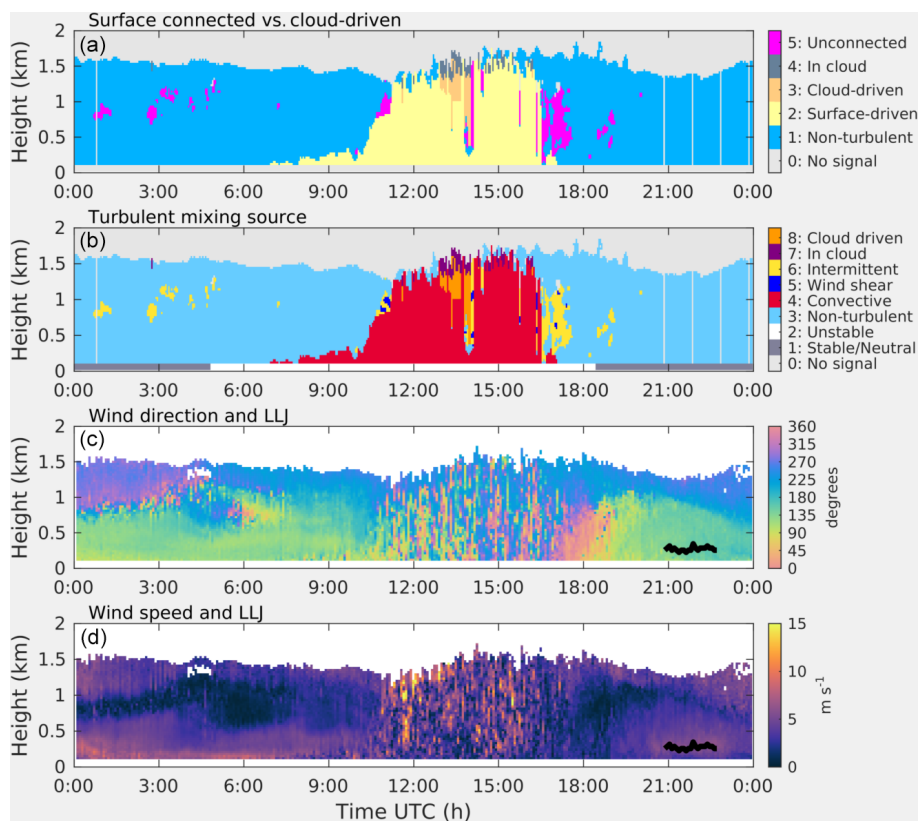 Surface connected vs. cloud-driven
(a)
Height (km)
2
1.5
1
0.5
0
0:00 3:00 6:00 9:00 12:00 15:00 18:00 21:00 0:00
5: Unconnected
4: In cloud
3: Cloud-driven
2: Surface-driven
1: Non-turbulent
0: No signal
Turbulent mixing source
(b)
Height (km)
2
1.5
1
0.5
0
0:00 3:00 6:00 9:00 12:00 15:00 18:00 21:00 0:00
8: Cloud driven
7: In cloud
6: Intermittent
5: Wind shear
4: Convective
3: Non-turbulent
2: Unstable
1: Stable/Neutral
0: No signal
Wind direction and LLJ
(c)
Height (km)
2
1.5
1
0.5
0
0:00 3:00 6:00 9:00 12:00 15:00 18:00 21:00 0:00
360
315
270
225
180
135
90
45
0
degrees
Wind speed and LLJ
(d)
Height (km)
2
1.5
1
0.5
0
0:00 3:00 6:00 9:00 12:00 15:00 18:00 21:00 0:00
15
10
5
0
m s⁻¹
Time UTC (h)